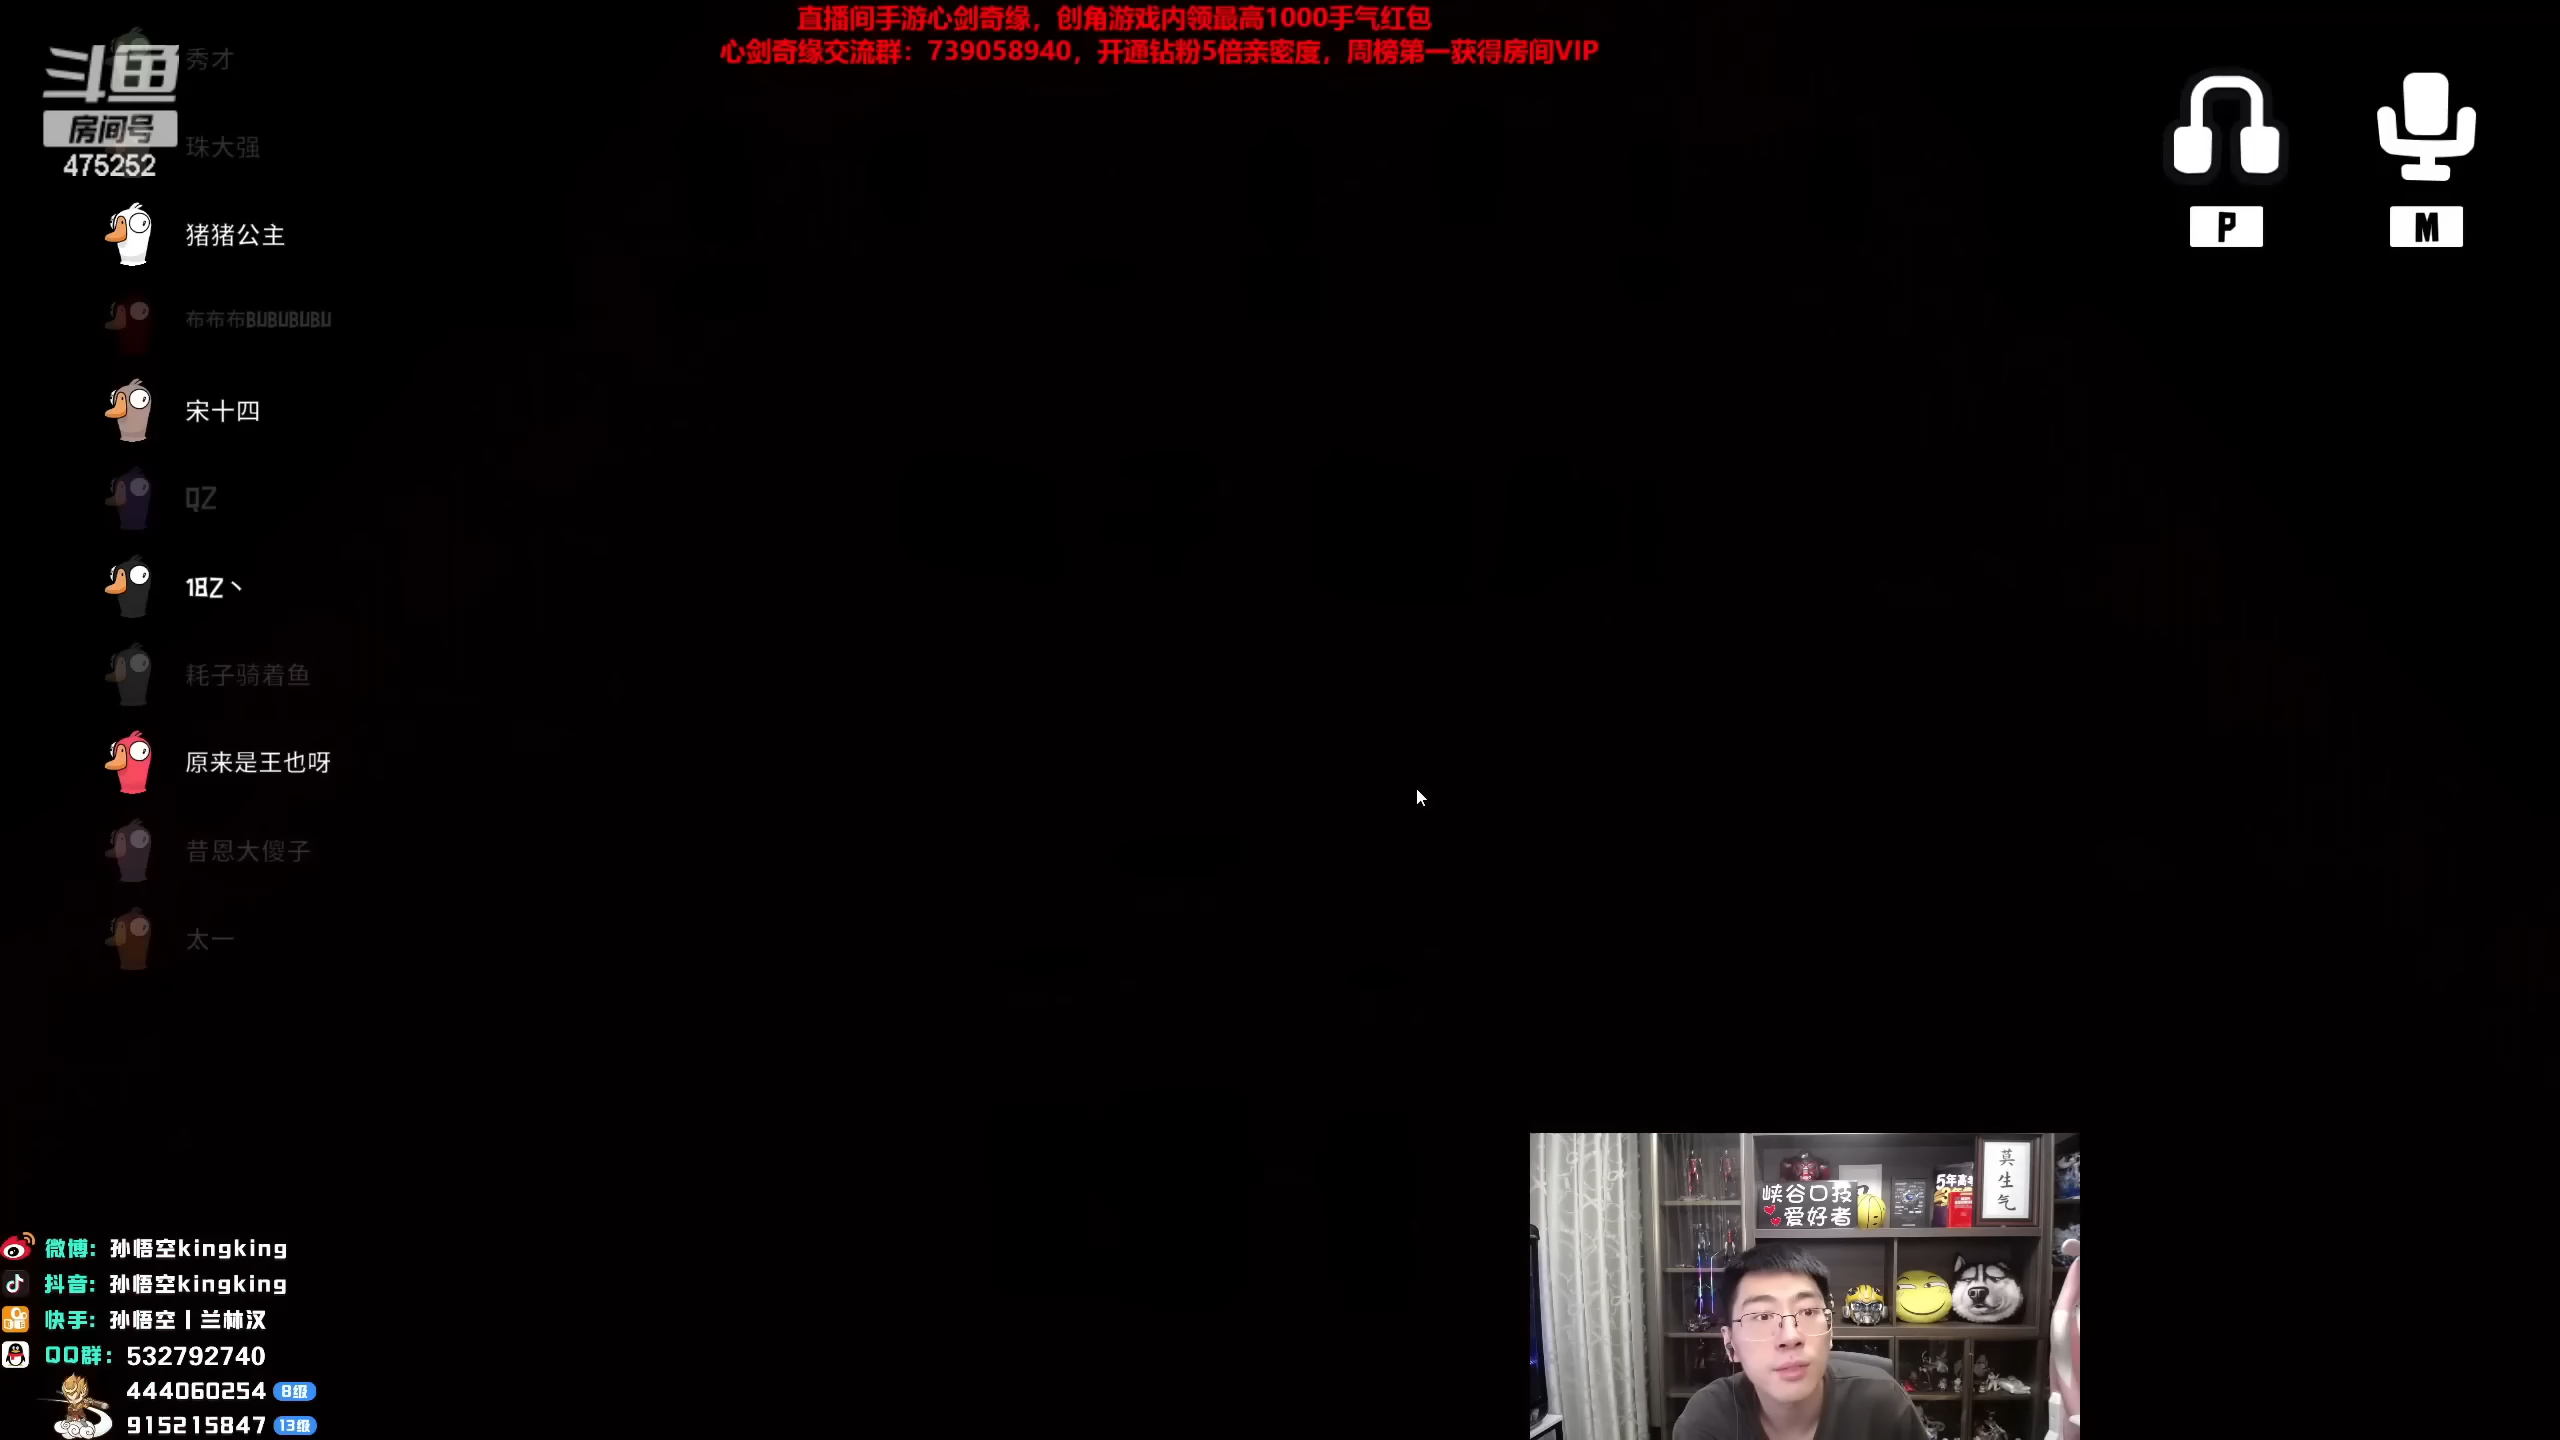 直播间手游心剑奇缘，创角游戏内领最高1000手气红包
心剑奇缘交流群：739058940，开通钻粉5倍亲密度，周榜第一获得房间VIP
斗鱼
房间号
475252
秀才
珠大强
猪猪公主
布布布BUBUBUBU
宋十四
QZ
18Z丶
耗子骑着鱼
原来是王也呀
昔恩大傻子
太一
P
M
微博：孙悟空kingking
抖音：孙悟空kingking
快手：孙悟空丨兰林汉
QQ群：532792740
444060254 8级
915215847 13级
峡谷口技
爱好者
5年高考
莫生气